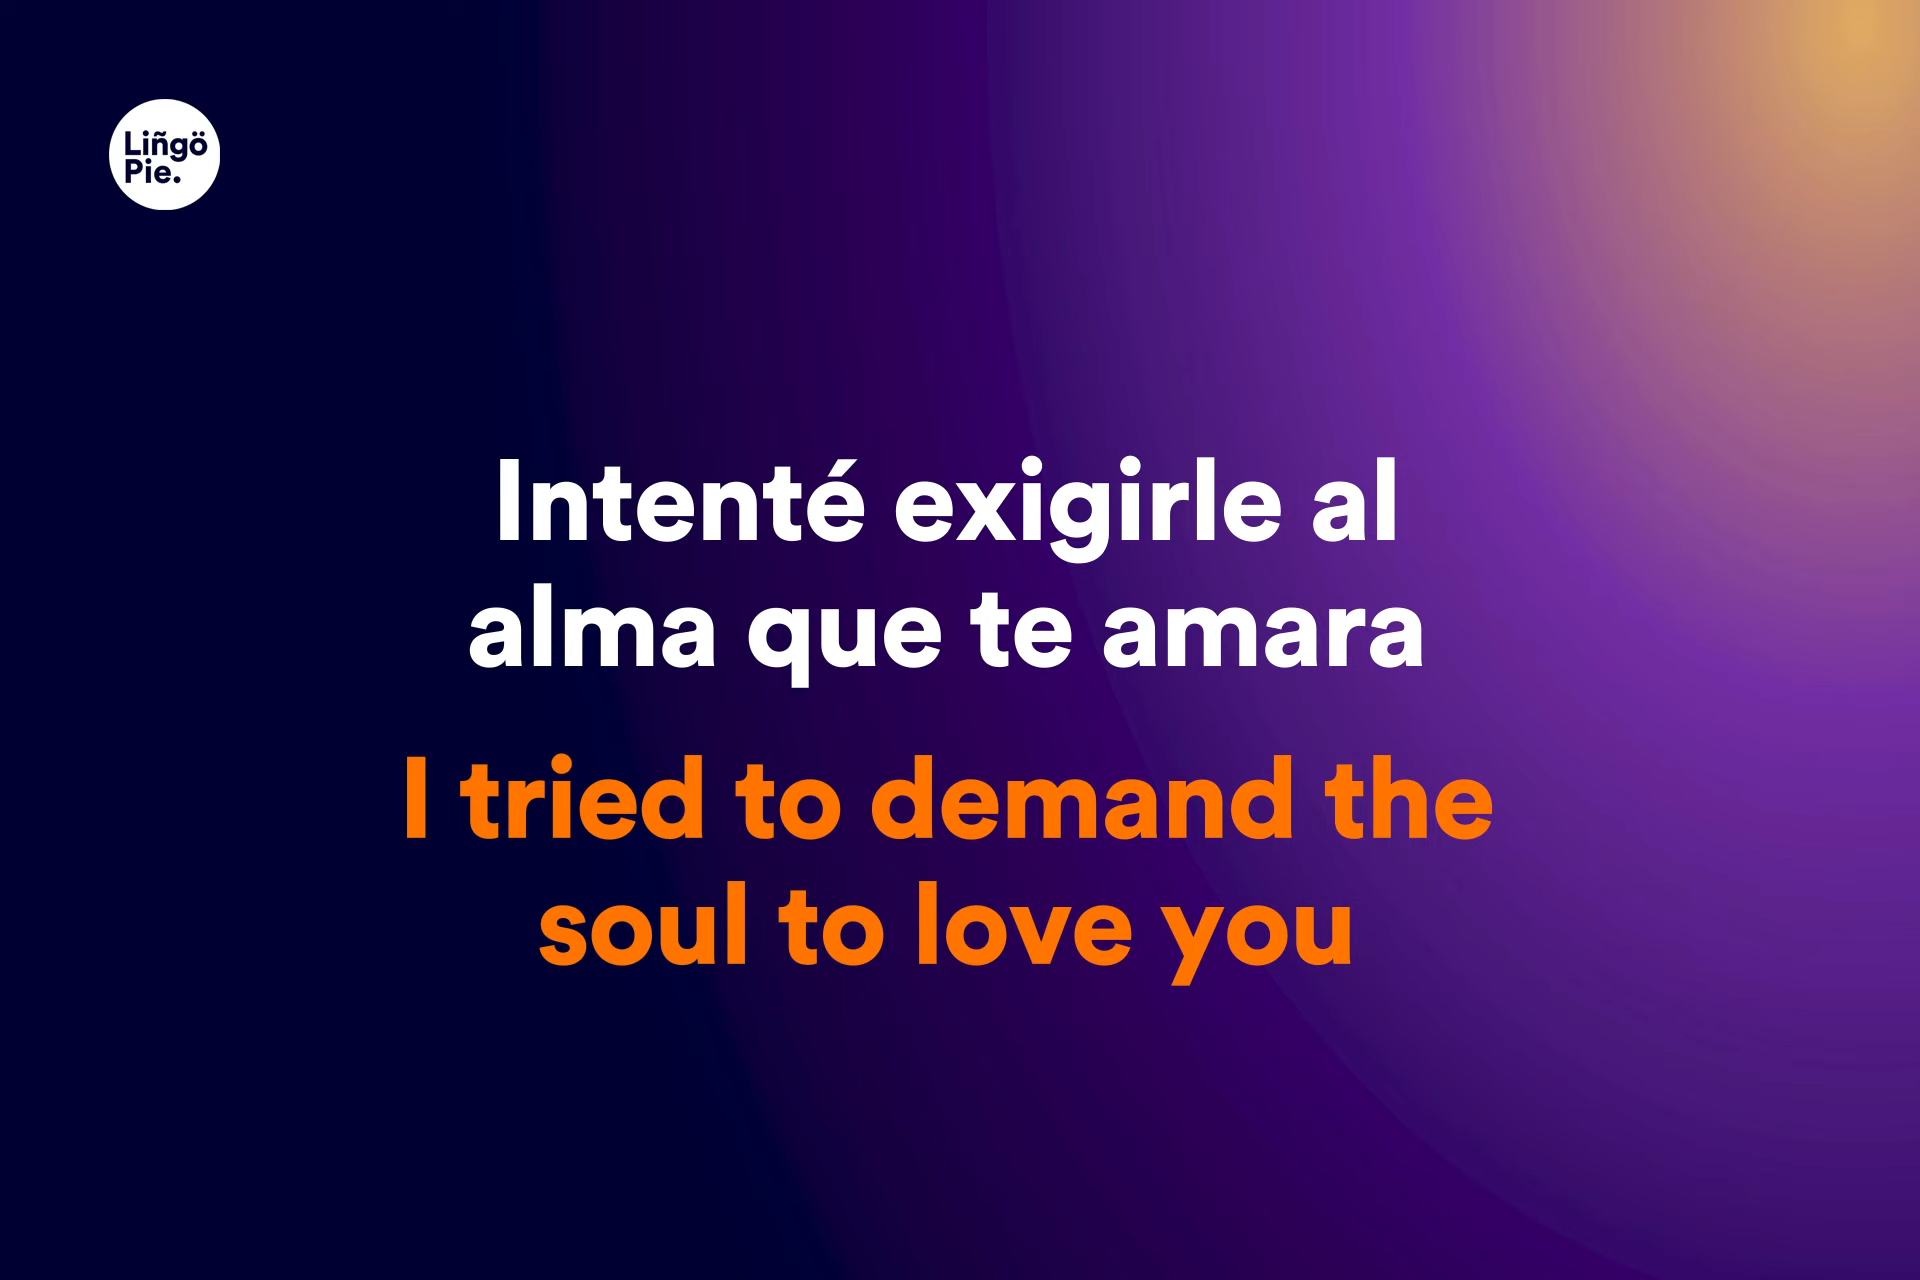 Liñgö
Pie.
Intenté exigirle al
alma que te amara
I tried to demand the
soul to love you